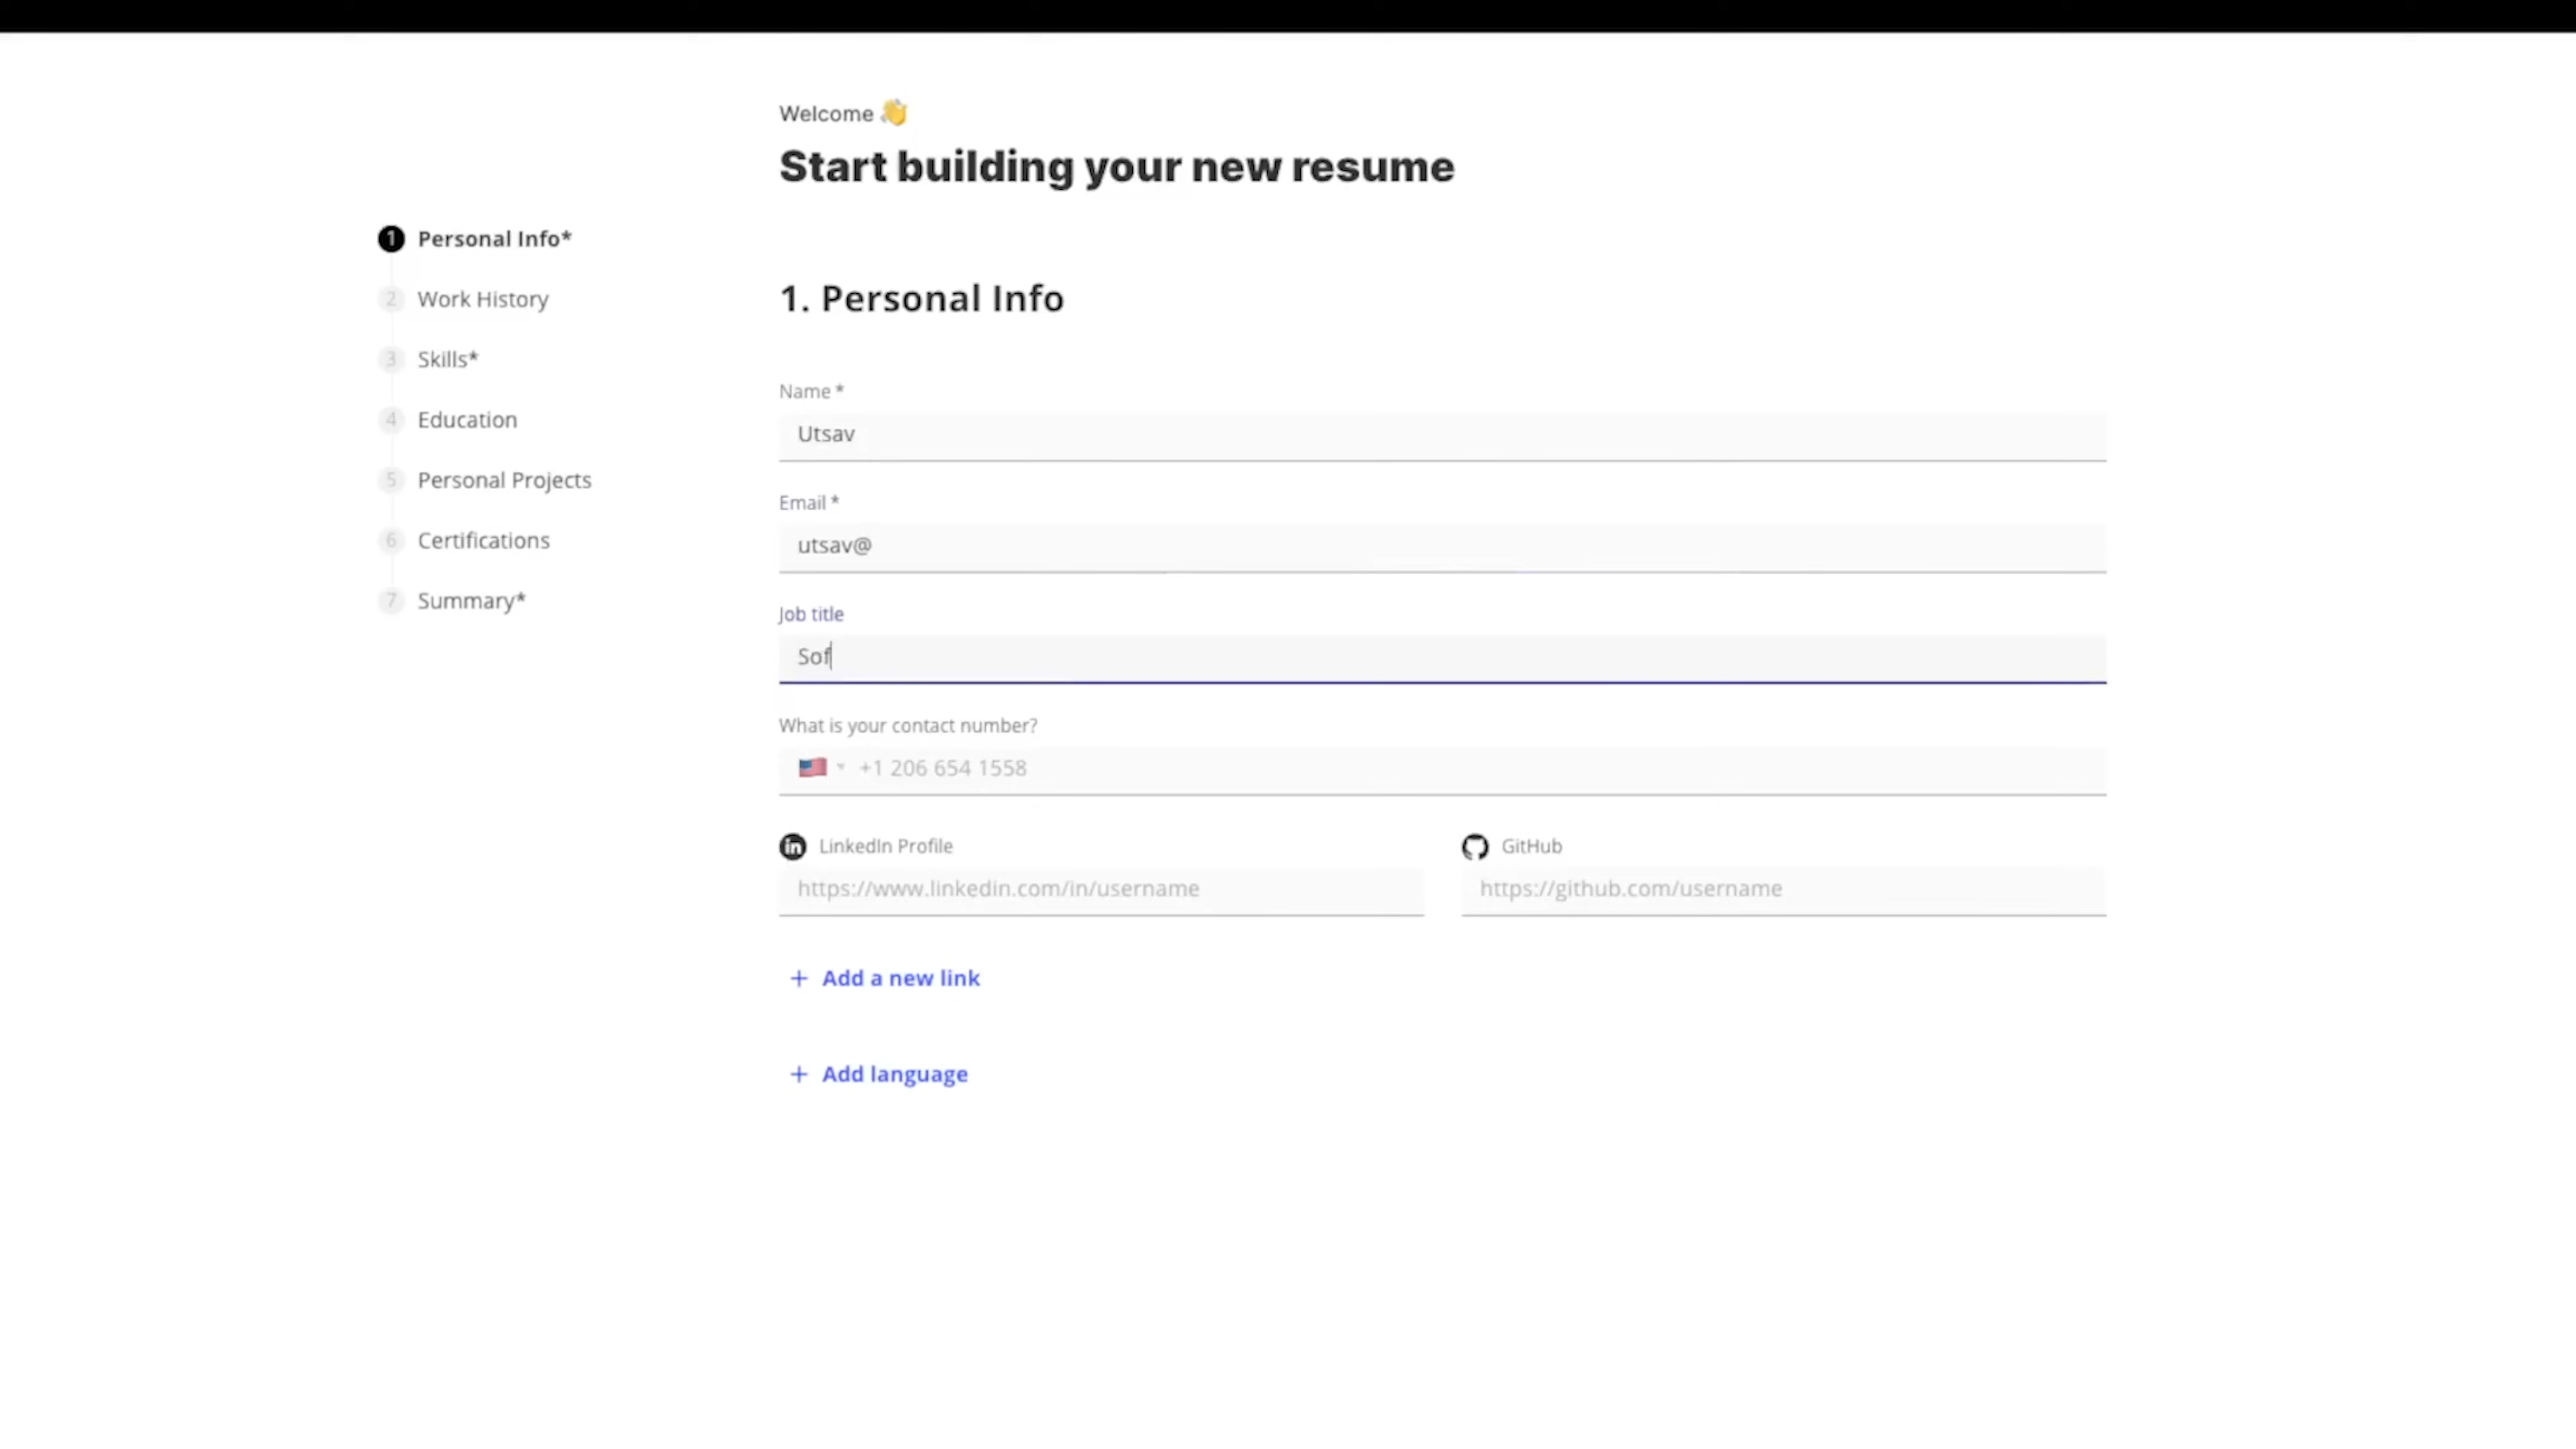 Welcome 👋
Start building your new resume
1 Personal Info*
2 Work History
3 Skills*
4 Education
5 Personal Projects
6 Certifications
7 Summary*
1. Personal Info
Name *
Utsav
Email *
utsav@
Job title
Sof
What is your contact number?
+1 206 654 1558
in LinkedIn Profile
https://www.linkedin.com/in/username
GitHub
https://github.com/username
+ Add a new link
+ Add language